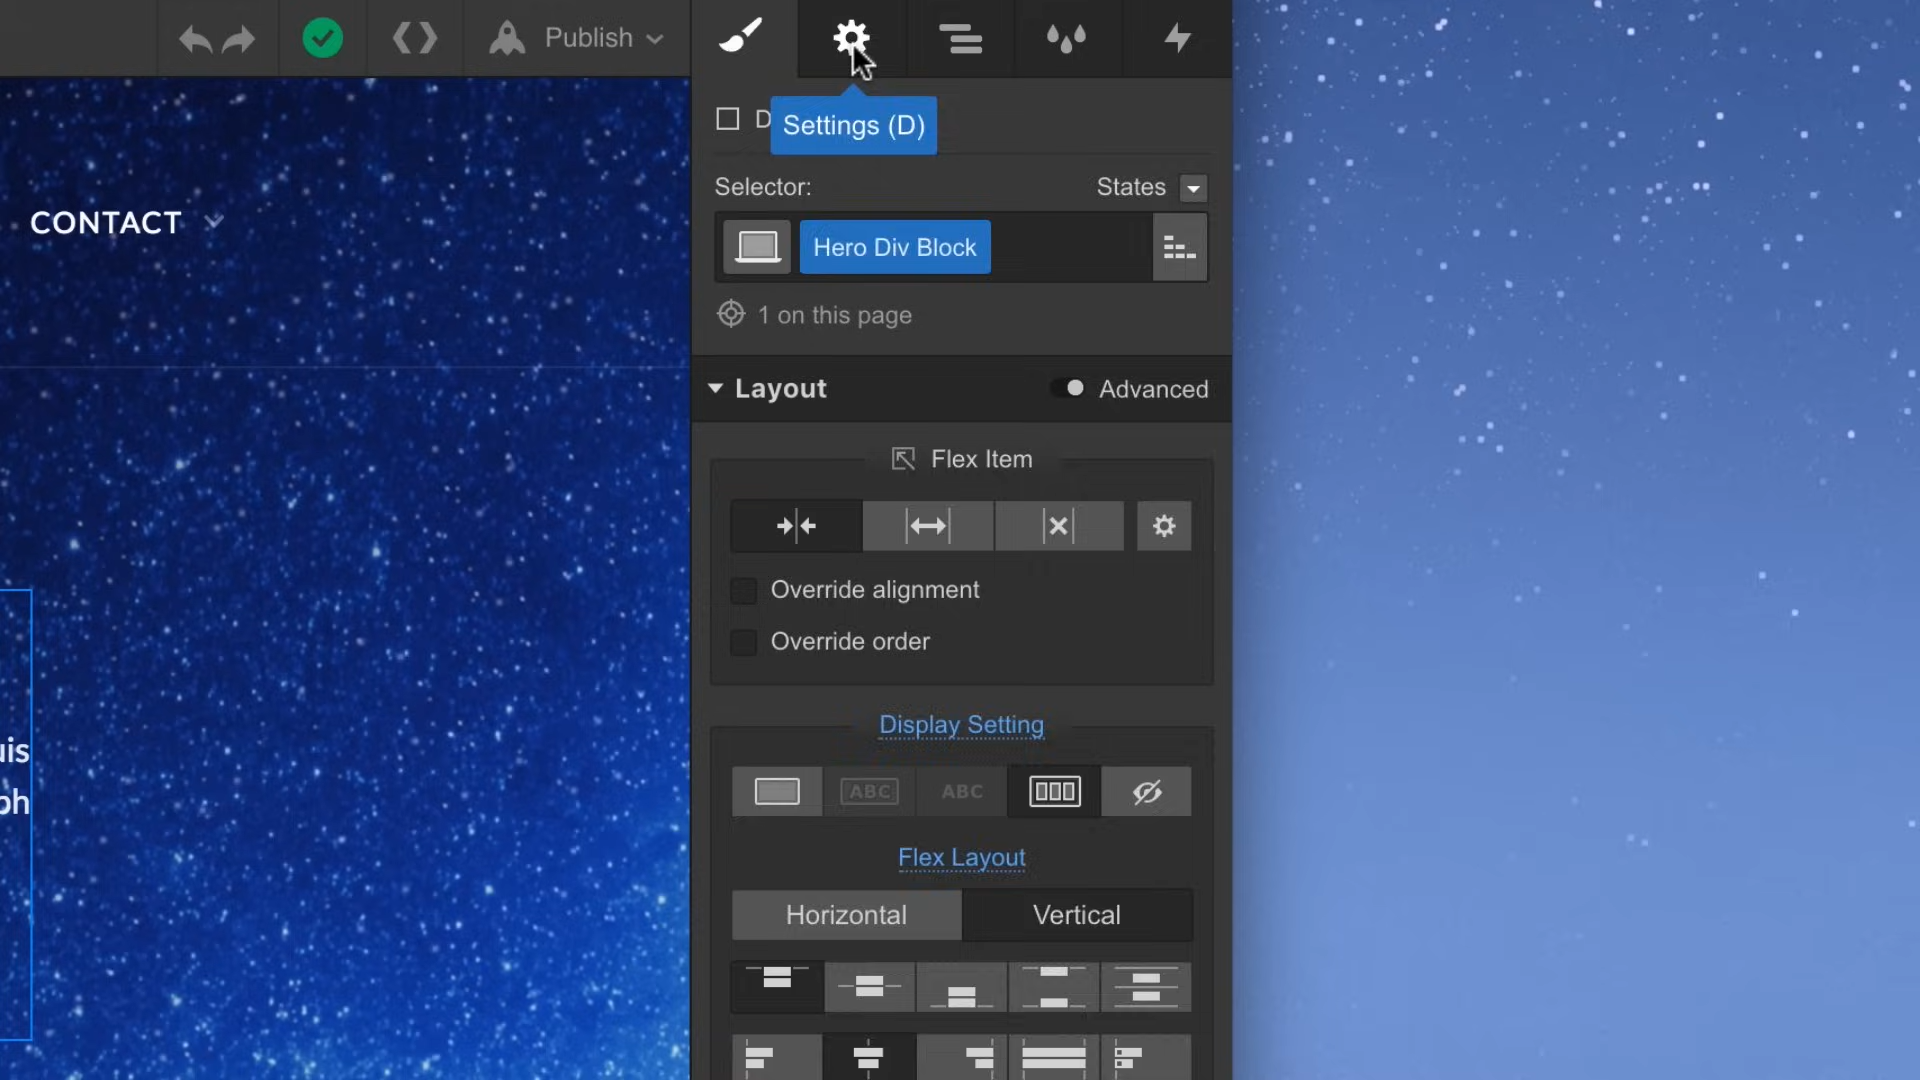 Publish
Settings (D)
D
Selector:
States
CONTACT
Hero Div Block
1 on this page
Layout
Advanced
Flex Item
Override alignment
Override order
Display Setting
uis
ABC
ABC
ph
Flex Layout
Horizontal
Vertical